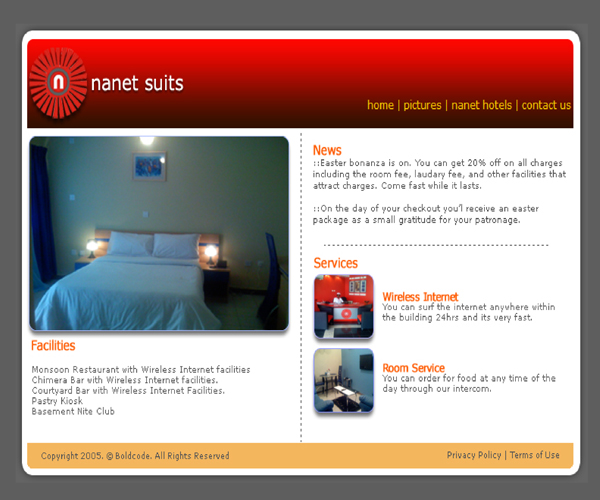 n nanet suits
home | pictures | nanet hotels | contact us
News
::Easter bonanza is on. You can get 20% off on all charges
including the room fee, laudary fee, and other facilities that
attract charges. Come fast while it lasts.
::On the day of your checkout you'l receive an easter
package as a small gratitude for your patronage.
Services
Wireless Internet
You can surf the internet anywhere within
the building 24hrs and its very fast.
Room Service
You can order for food at any time of the
day through our intercom.
Facilities
Monsoon Restaurant with Wireless Internet facilities
Chimera Bar with Wireless Internet facilities.
Courtyard Bar with Wireless Internet Facilities.
Pastry Kiosk
Basement Nite Club
Copyright 2005. © Boldcode. All Rights Reserved
Privacy Policy | Terms of Use